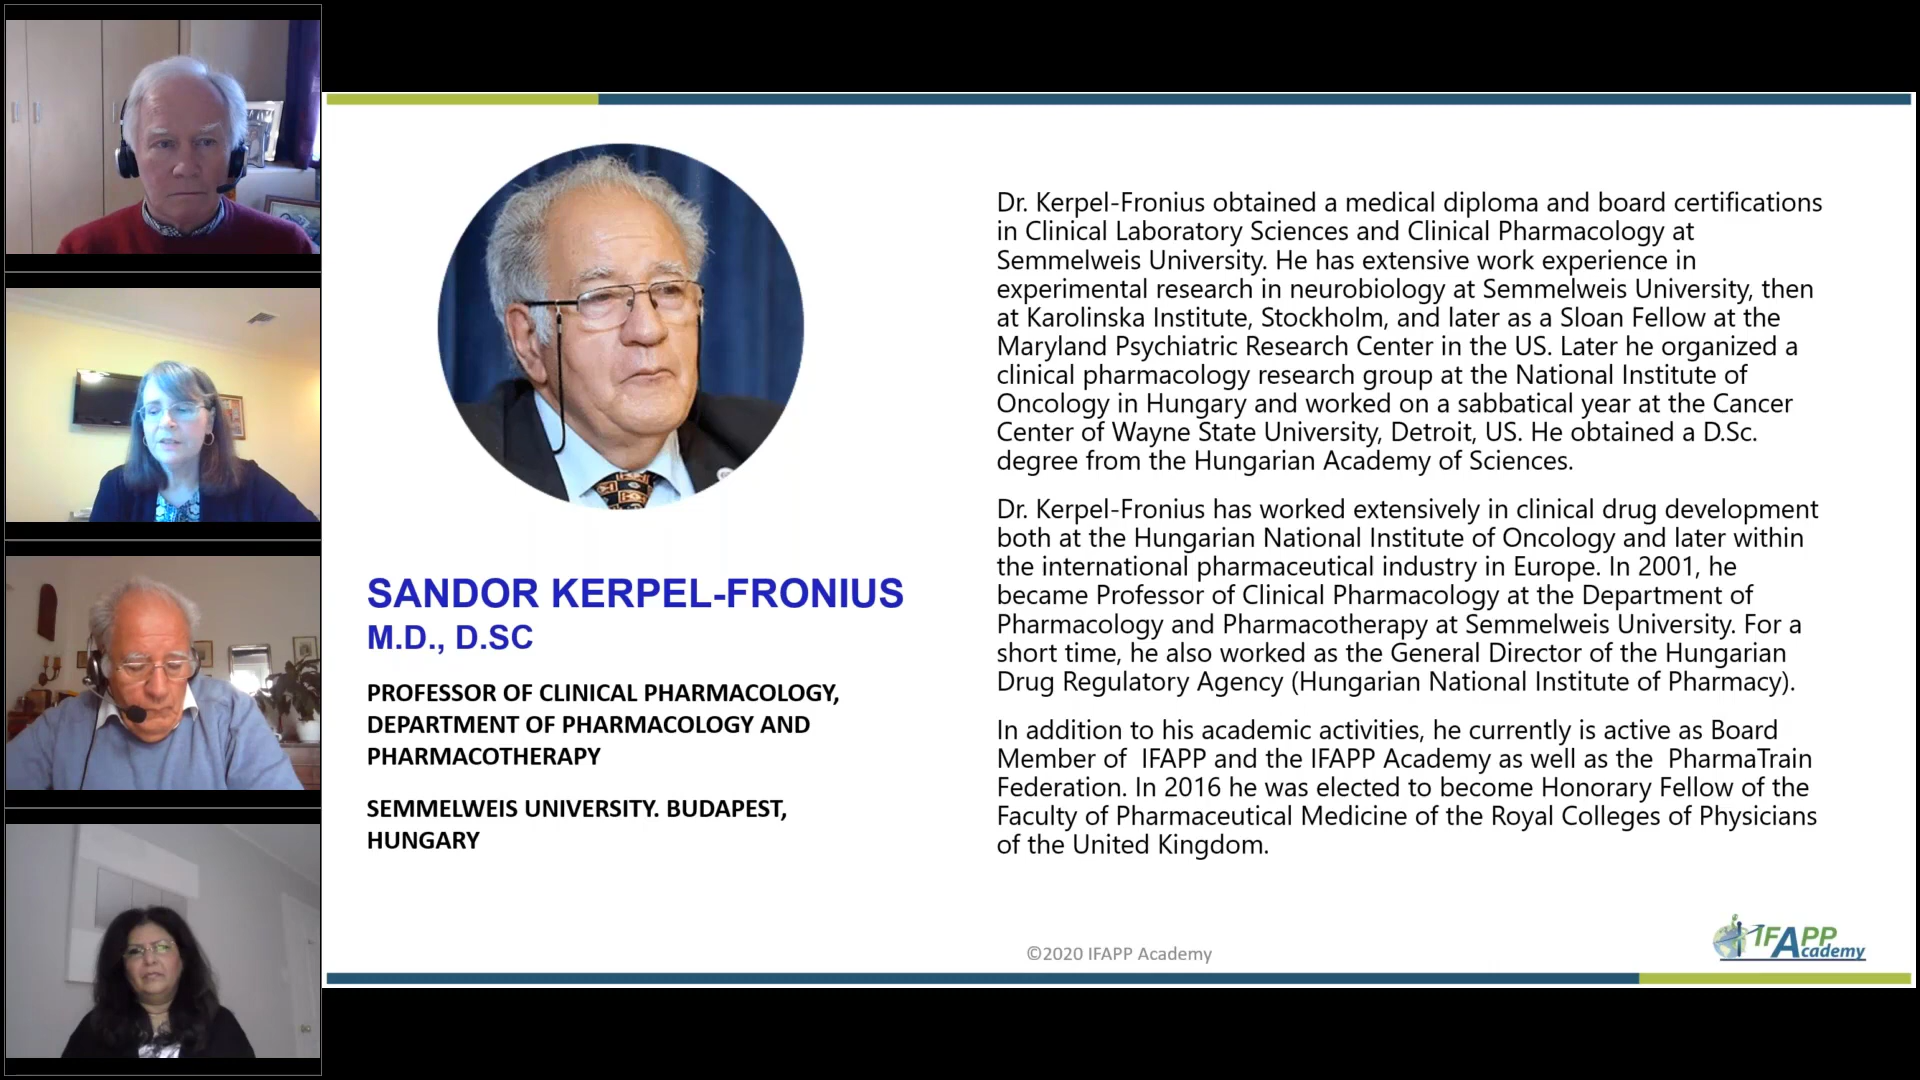 SANDOR KERPEL-FRONIUS
M.D., D.SC
PROFESSOR OF CLINICAL PHARMACOLOGY,
DEPARTMENT OF PHARMACOLOGY AND
PHARMACOTHERAPY
SEMMELWEIS UNIVERSITY. BUDAPEST,
HUNGARY
Dr. Kerpel-Fronius obtained a medical diploma and board certifications
in Clinical Laboratory Sciences and Clinical Pharmacology at
Semmelweis University. He has extensive work experience in
experimental research in neurobiology at Semmelweis University, then
at Karolinska Institute, Stockholm, and later as a Sloan Fellow at the
Maryland Psychiatric Research Center in the US. Later he organized a
clinical pharmacology research group at the National Institute of
Oncology in Hungary and worked on a sabbatical year at the Cancer
Center of Wayne State University, Detroit, US. He obtained a D.Sc.
degree from the Hungarian Academy of Sciences.
Dr. Kerpel-Fronius has worked extensively in clinical drug development
both at the Hungarian National Institute of Oncology and later within
the international pharmaceutical industry in Europe. In 2001, he
became Professor of Clinical Pharmacology at the Department of
Pharmacology and Pharmacotherapy at Semmelweis University. For a
short time, he also worked as the General Director of the Hungarian
Drug Regulatory Agency (Hungarian National Institute of Pharmacy).
In addition to his academic activities, he currently is active as Board
Member of  IFAPP and the IFAPP Academy as well as the  PharmaTrain
Federation. In 2016 he was elected to become Honorary Fellow of the
Faculty of Pharmaceutical Medicine of the Royal Colleges of Physicians
of the United Kingdom.
©2020 IFAPP Academy
IFAPP
Academy